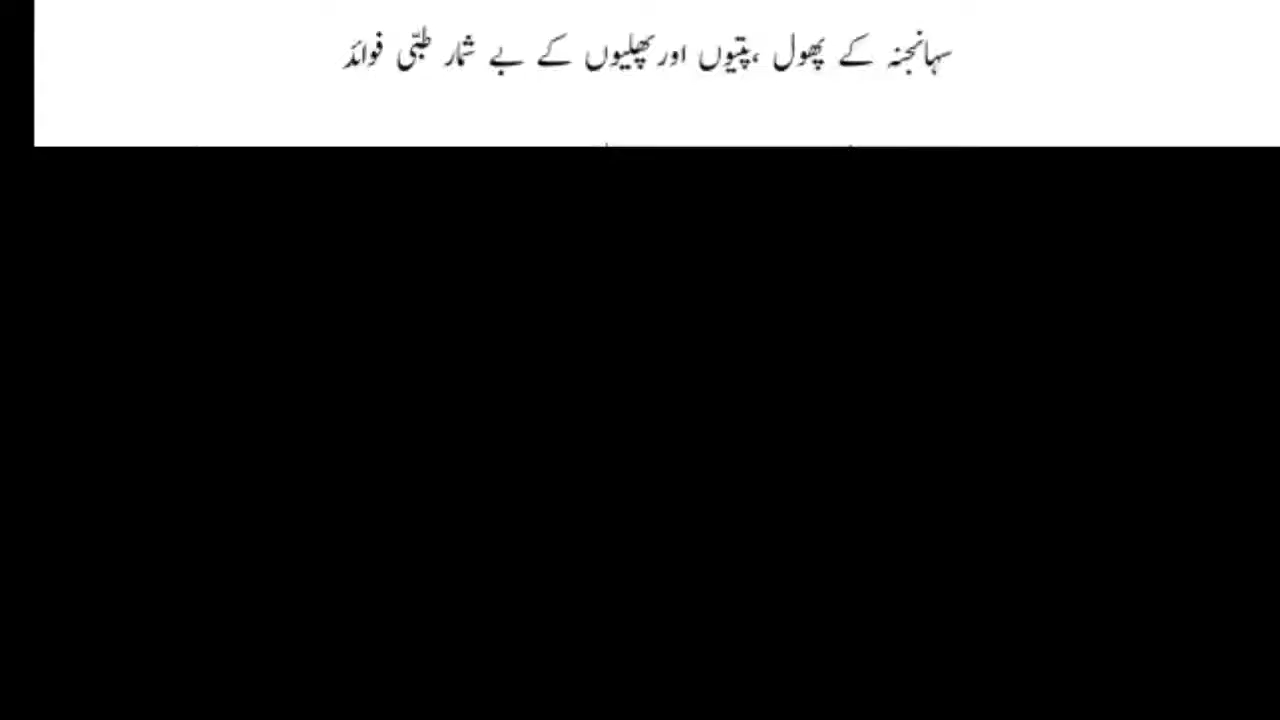 سہانجنہ کے پھول ،پتیوں اور پھلیوں کے بے شمار طبّی فوائد